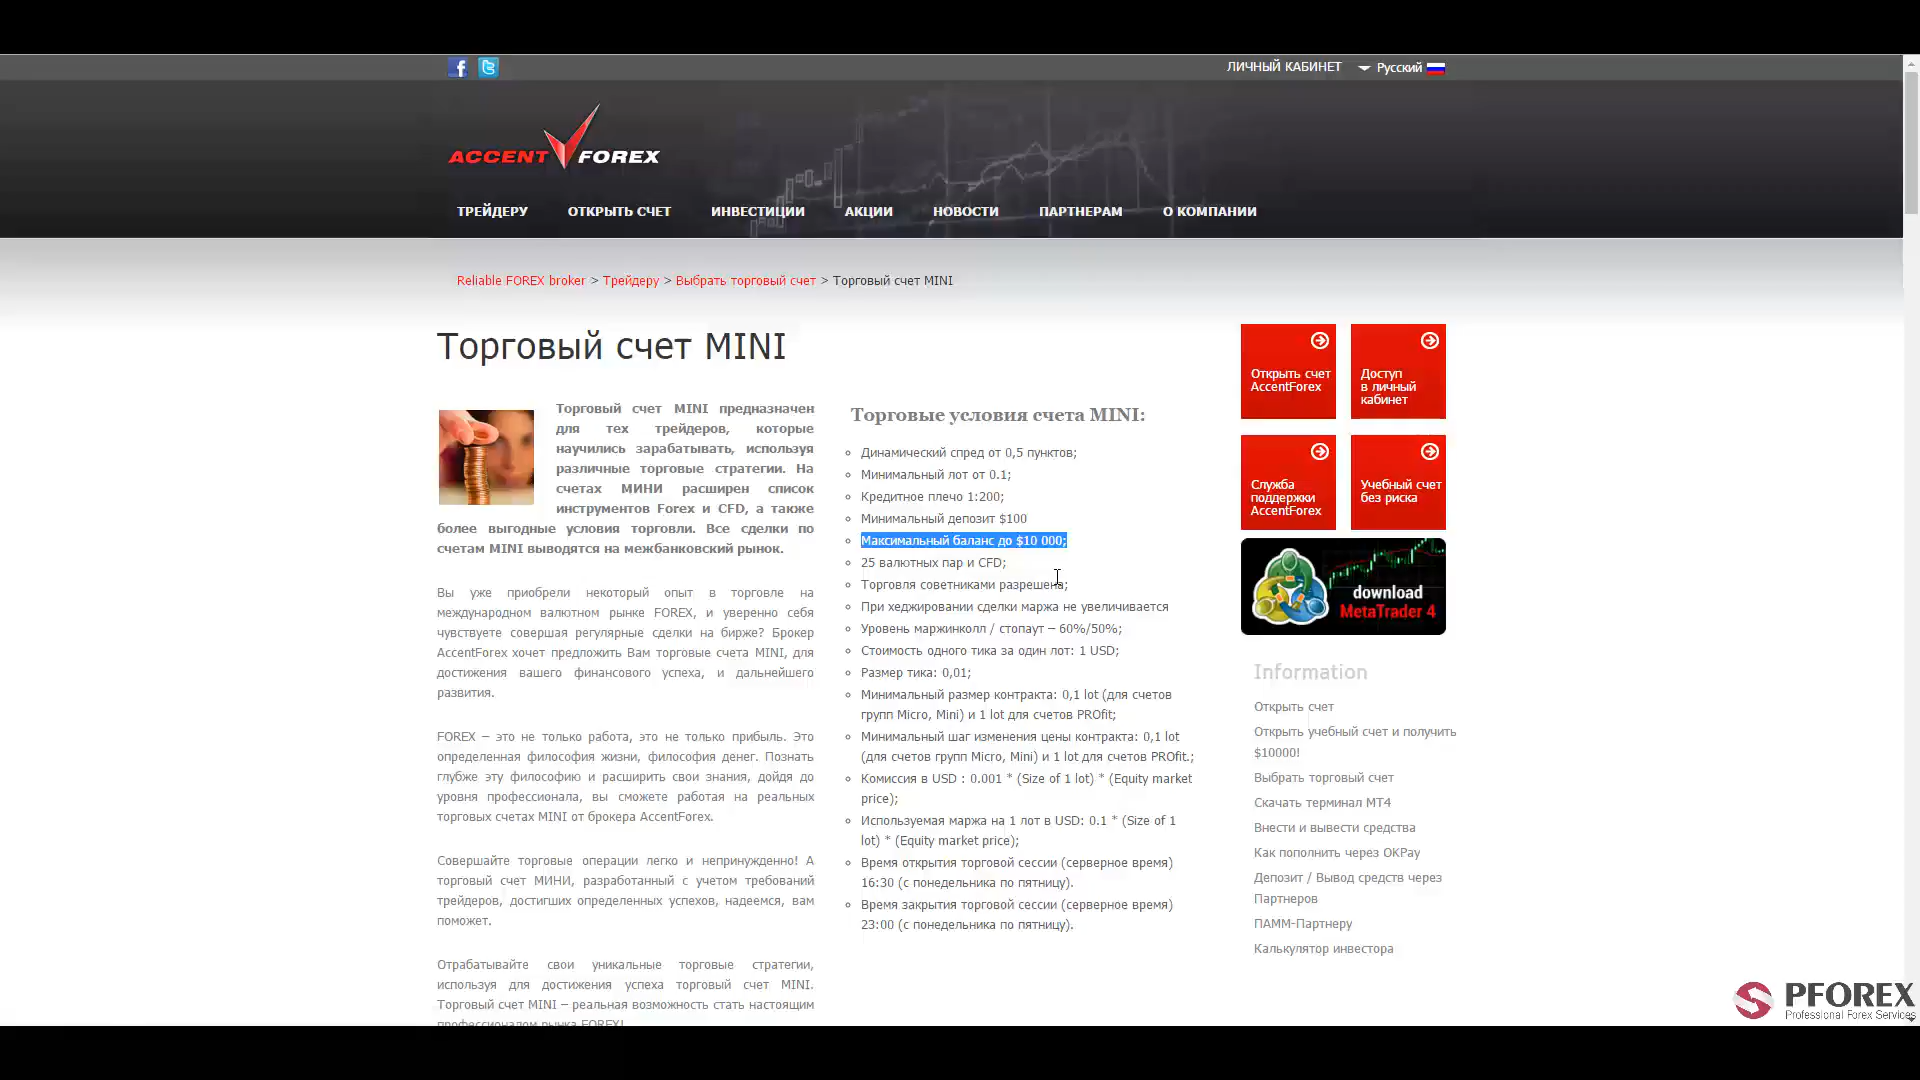 ЛИЧНЫЙ КАБИНЕТ
Русский
ACCENT FOREX
ТРЕЙДЕРУ
ОТКРЫТЬ СЧЕТ
ИНВЕСТИЦИИ
АКЦИИ
НОВОСТИ
ПАРТНЕРАМ
О КОМПАНИИ
Reliable FOREX broker > Трейдеру > Выбрать торговый счет > Торговый счет MINI
Торговый счет MINI
Торговый счет MINI предназначен
для тех трейдеров, которые
научились зарабатывать, используя
различные торговые стратегии. На
счетах МИНИ расширен список
инструментов Forex и CFD, а также
более выгодные условия торговли. Все сделки по
счетам MINI выводятся на межбанковский рынок.
Вы уже приобрели некоторый опыт в торговле на
международном валютном рынке FOREX, и уверенно себя
чувствуете совершая регулярные сделки на бирже? Брокер
AccentForex хочет предложить Вам торговые счета MINI, для
достижения вашего финансового успеха, и дальнейшего
развития.
FOREX – это не только работа, это не только прибыль. Это
определенная философия жизни, философия денег. Познать
глубже эту философию и расширить свои знания, дойдя до
уровня профессионала, вы сможете работая на реальных
торговых счетах MINI от брокера AccentForex.
Совершайте торговые операции легко и непринужденно! А
торговый счет МИНИ, разработанный с учетом требований
трейдеров, достигших определенных успехов, надеемся, вам
поможет.
Отрабатывайте свои уникальные торговые стратегии,
используя для достижения успеха торговый счет MINI.
Торговый счет MINI – реальная возможность стать настоящим
профессионалом рынка FOREX!
Торговые условия счета MINI:
Динамический спред от 0,5 пунктов;
Минимальный лот от 0.1;
Кредитное плечо 1:200;
Минимальный депозит $100
Максимальный баланс до $10 000;
25 валютных пар и CFD;
Торговля советниками разрешена;
При хеджировании сделки маржа не увеличивается
Уровень маржинколл / стопаут – 60%/50%;
Стоимость одного тика за один лот: 1 USD;
Размер тика: 0,01;
Минимальный размер контракта: 0,1 lot (для счетов
групп Micro, Mini) и 1 lot для счетов PROfit;
Минимальный шаг изменения цены контракта: 0,1 lot
(для счетов групп Micro, Mini) и 1 lot для счетов PROfit.;
Комиссия в USD : 0.001 * (Size of 1 lot) * (Equity market
price);
Используемая маржа на 1 лот в USD: 0.1 * (Size of 1
lot) * (Equity market price);
Время открытия торговой сессии (серверное время)
16:30 (с понедельника по пятницу).
Время закрытия торговой сессии (серверное время)
23:00 (с понедельника по пятницу).
Открыть счет
AccentForex
Доступ
в личный
кабинет
Служба
поддержки
AccentForex
Учебный счет
без риска
download
MetaTrader 4
Information
Открыть счет
Открыть учебный счет и получить
$10000!
Выбрать торговый счет
Скачать терминал МТ4
Внести и вывести средства
Как пополнить через OKPay
Депозит / Вывод средств через
Партнеров
ПАММ-Партнеру
Калькулятор инвестора
PFOREX
Professional Forex Services